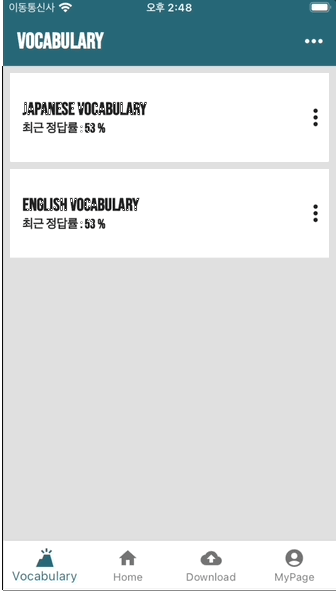 이동통신사 오후 2:48
VOCABULARY
JAPANESE VOCABULARY
최근 정답률 : 53 %
ENGLISH VOCABULARY
최근 정답률 : 53 %
Vocabulary Home Download MyPage